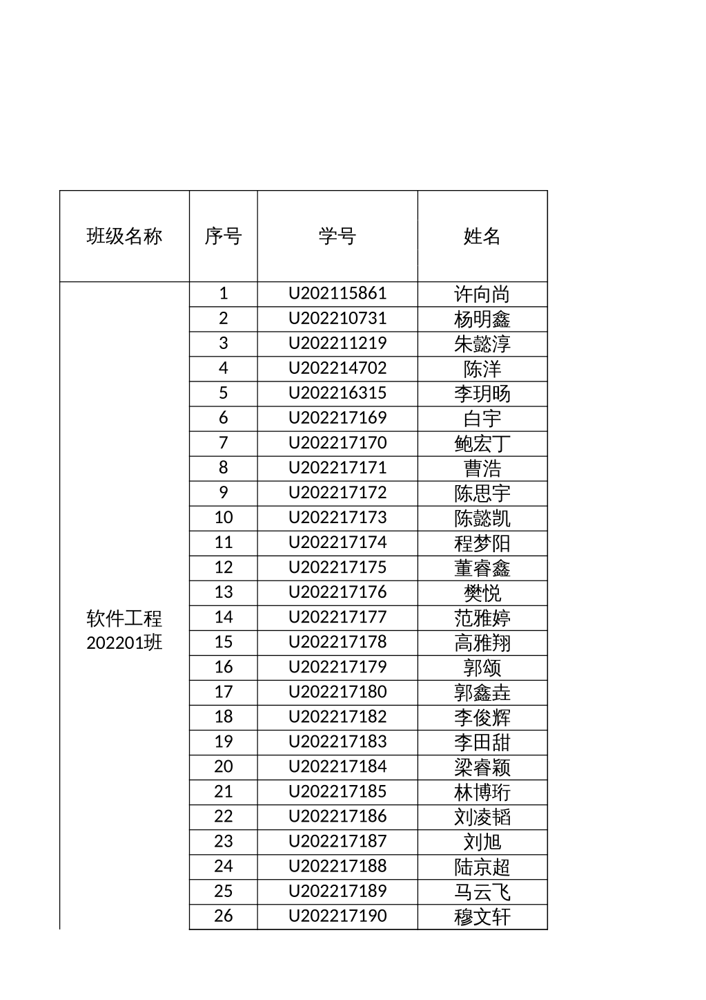 班级名称 序号 学号 姓名
1 U202115861 许向尚
2 U202210731 杨明鑫
3 U202211219 朱懿淳
4 U202214702 陈洋
5 U202216315 李玥旸
6 U202217169 白宇
7 U202217170 鲍宏丁
8 U202217171 曹浩
9 U202217172 陈思宇
10 U202217173 陈懿凯
11 U202217174 程梦阳
12 U202217175 董睿鑫
13 U202217176 樊悦
14 U202217177 范雅婷
15 U202217178 高雅翔
16 U202217179 郭颂
17 U202217180 郭鑫垚
18 U202217182 李俊辉
19 U202217183 李田甜
20 U202217184 梁睿颖
21 U202217185 林博珩
22 U202217186 刘凌韬
23 U202217187 刘旭
24 U202217188 陆京超
25 U202217189 马云飞
26 U202217190 穆文轩
软件工程
202201班